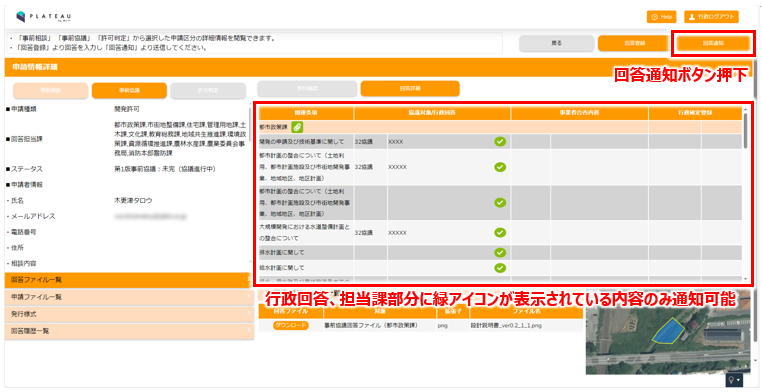 PLATEAU
by MLIT
Help
行政ログアウト
・「事前相談」「事前協議」「許可判定」から選択した申請区分の詳細情報を閲覧できます。
・「回答登録」より回答を入力し「回答通知」より送信してください。
戻る
回答登録
回答通知
申請情報詳細
回答通知ボタン押下
事前相談
事前協議
許可判定
回答詳細
■申請種類
開発許可
■回答担当課
都市政策課,市街地整備課,住宅課,管理用地課,土
木課,文化課,教育総務課,地域共生推進課,環境政
策課,資源循環推進課,農林水産課,農業委員会事
務局,消防本部警防課
■ステータス
第1版事前協議：未完（協議進行中）
■申請者情報
・氏名
木更津タロウ
・メールアドレス
・電話番号
・住所
・相談内容
回答ファイル一覧
申請ファイル一覧
発行様式
回答履歴一覧
関連条項
協議対象/行政回答
事業者合否内容
行政確定登録
都市政策課
開発の申請及び技術基準に関して
32協議
XXXX
都市計画の整合について（土地利
用、都市計画施設及び市街地開発事
業、地域地区、地区計画）
32協議
XXXXX
都市計画の整合について（土地利
用、都市計画施設及び市街地開発事
業、地域地区、地区計画）
大規模開発における水道整備計画と
の整合について
32協議
XXXXX
排水計画に関して
給水計画に関して
行政回答、担当課部分に緑アイコンが表示されている内容のみ通知可能
回答ファイル
対象
拡張子
ファイル名
ダウンロード
事前協議回答ファイル（都市政策課）
png
設計説明書_ver0.2_1_1.png